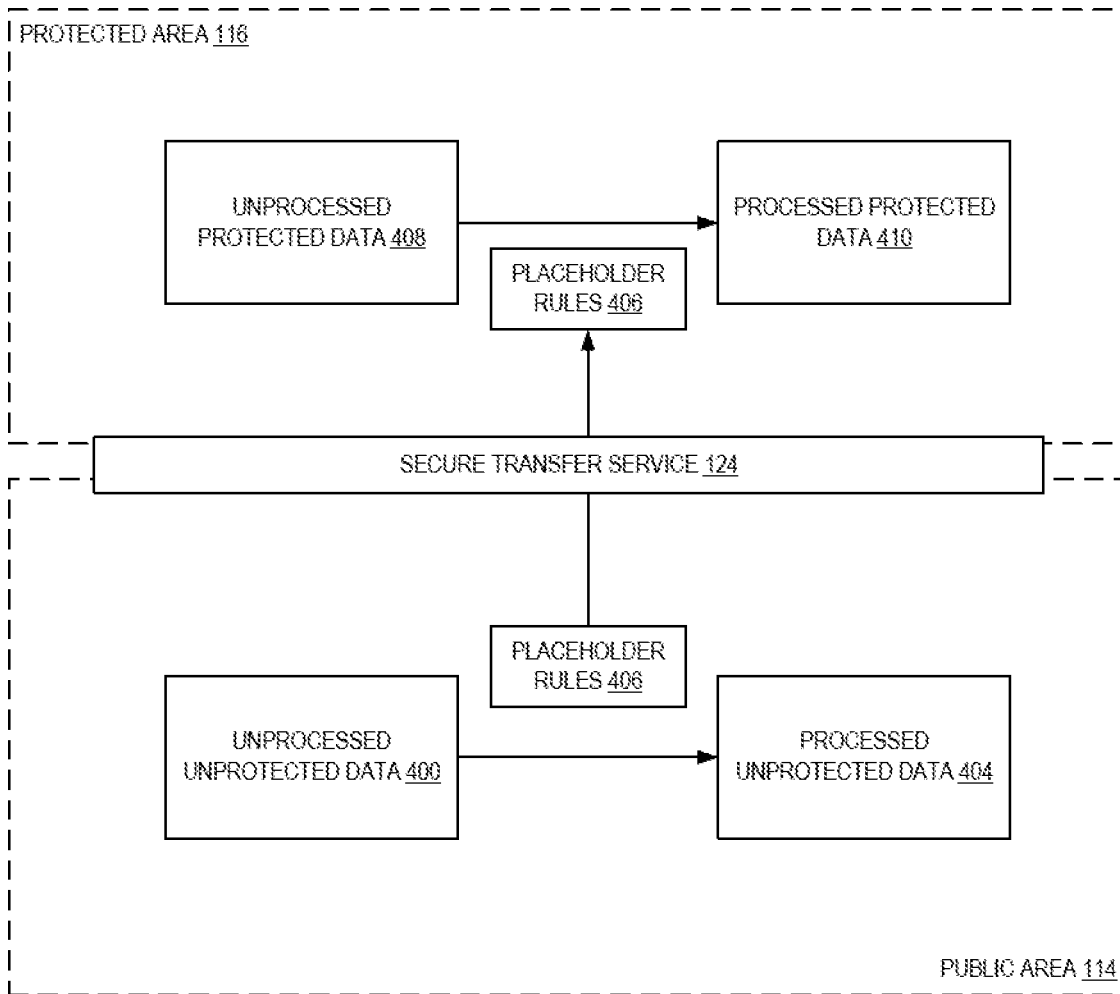 PROTECTED AREA 116
UNPROCESSED
PROTECTED DATA 408
PROCESSED PROTECTED
DATA 410
PLACEHOLDER
RULES 406
SECURE TRANSFER SERVICE 124
PLACEHOLDER
RULES 406
UNPROCESSED
UNPROTECTED DATA 400
PROCESSED
UNPROTECTED DATA 404
PUBLIC AREA 114